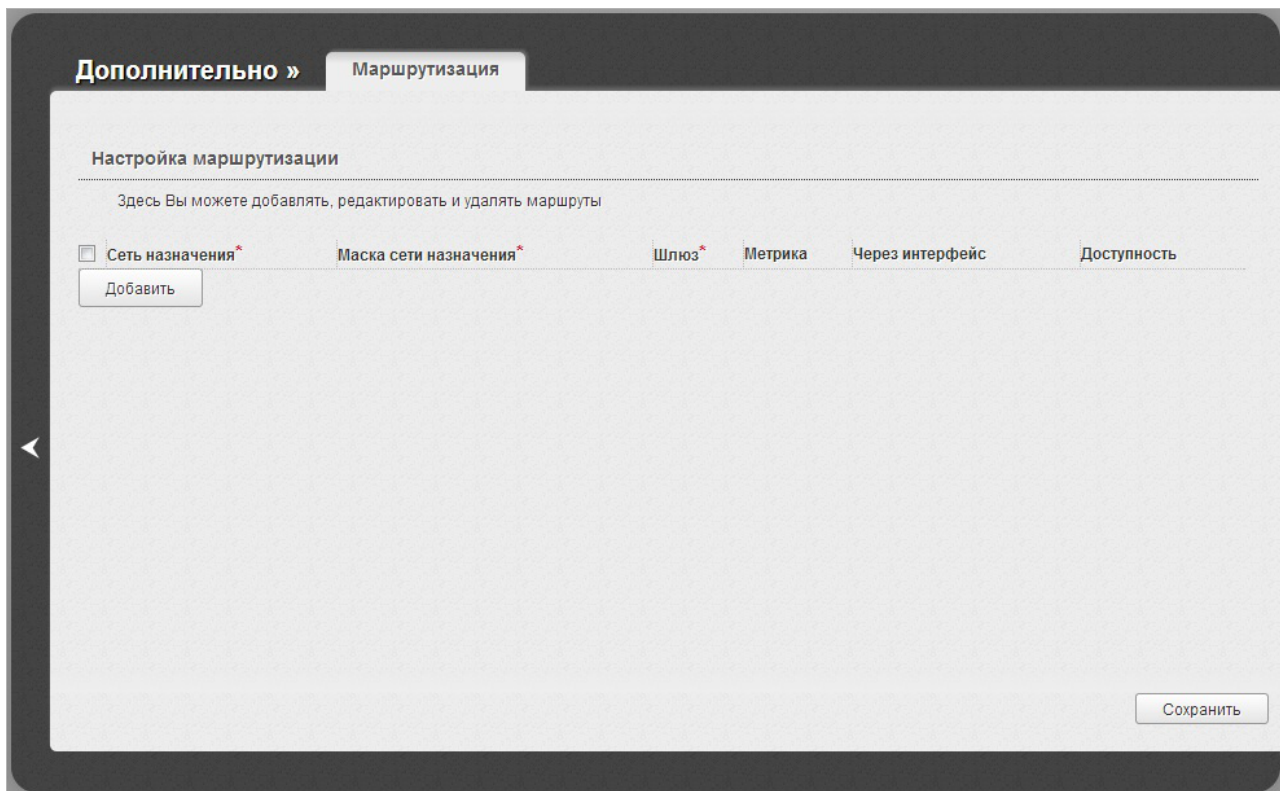 Дополнительно » Маршрутизация
Настройка маршрутизации
Здесь Вы можете добавлять, редактировать и удалять маршруты
Сеть назначения* Маска сети назначения* Шлюз* Метрика Через интерфейс Доступность
Добавить
Сохранить